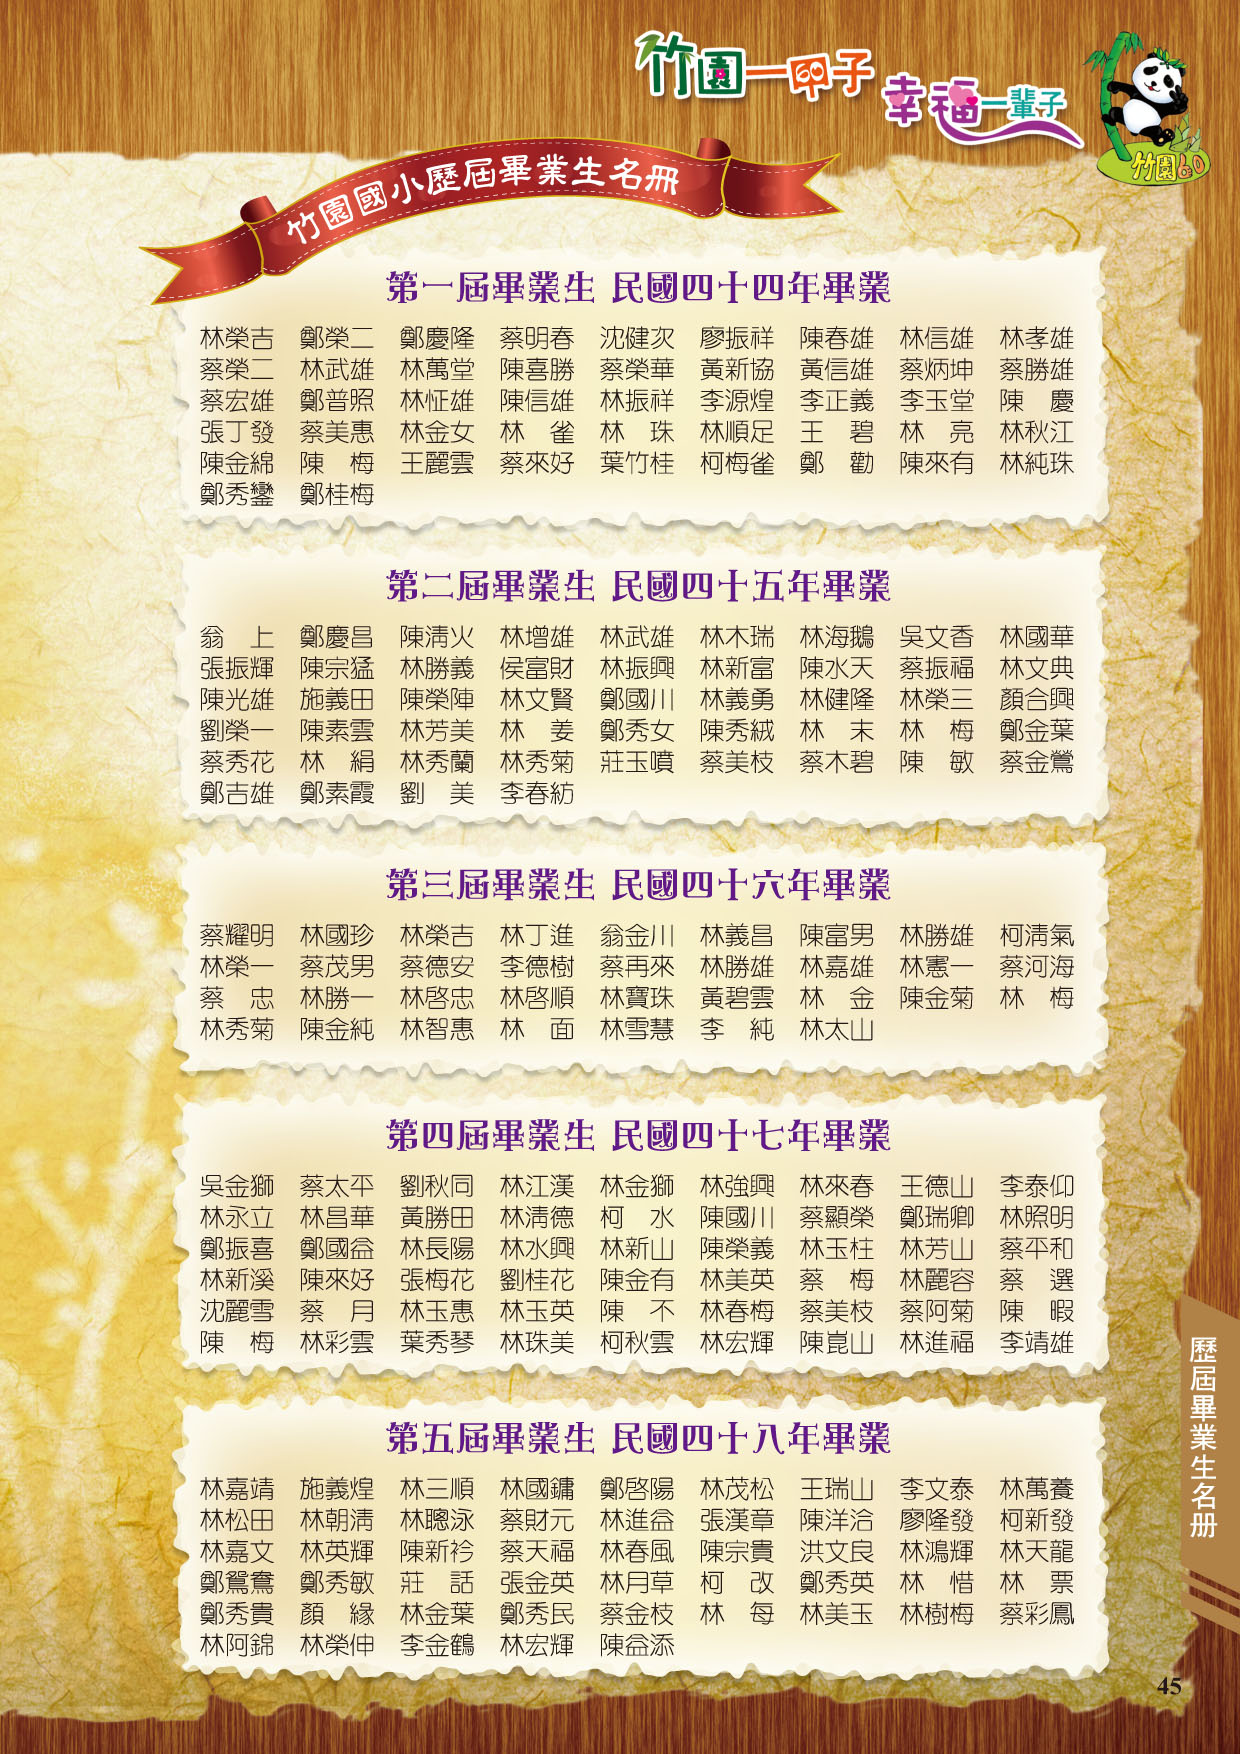 竹園一甲子
幸福一輩子
竹園60
竹園國小歷屆畢業生名冊
第一屆畢業生 民國四十四年畢業
林榮吉 鄭榮二 鄭慶隆 蔡明春 沈健次 廖振祥 陳春雄 林信雄 林孝雄
蔡榮二 林武雄 林萬堂 陳喜勝 蔡榮華 黃新協 黃信雄 蔡炳坤 蔡勝雄
蔡宏雄 鄭普照 林怔雄 陳信雄 林振祥 李源煌 李正義 李玉堂 陳 慶
張丁發 蔡美惠 林金女 林 雀 林 珠 林順足 王 碧 林 亮 林秋江
陳金綿 陳 梅 王麗雲 蔡來好 葉竹桂 柯梅雀 鄭 勸 陳來有 林純珠
鄭秀鑾 鄭桂梅
第二屆畢業生 民國四十五年畢業
翁 上 鄭慶昌 陳清火 林增雄 林武雄 林木瑞 林海鵝 吳文香 林國華
張振輝 陳宗猛 林勝義 侯富財 林振興 林新富 陳水天 蔡振福 林文典
陳光雄 施義田 陳榮陣 林文賢 鄭國川 林義勇 林健隆 林榮三 顏合興
劉榮一 陳素雲 林芳美 林 姜 鄭秀女 陳秀絨 林 末 林 梅 鄭金葉
蔡秀花 林 絹 林秀蘭 林秀菊 莊玉噴 蔡美枝 蔡木碧 陳 敏 蔡金鶯
鄭吉雄 鄭素霞 劉 美 李春紡
第三屆畢業生 民國四十六年畢業
蔡耀明 林國珍 林榮吉 林丁進 翁金川 林義昌 陳富男 林勝雄 柯清氣
林榮一 蔡茂男 蔡德安 李德樹 蔡再來 林勝雄 林嘉雄 林憲一 蔡河海
蔡 忠 林勝一 林啓忠 林啓順 林寶珠 黃碧雲 林 金 陳金菊 林 梅
林秀菊 陳金純 林智惠 林 面 林雪慧 李 純 林太山
第四屆畢業生 民國四十七年畢業
吳金獅 蔡太平 劉秋同 林江漢 林金獅 林強興 林來春 王德山 李泰仰
林永立 林昌華 黃勝田 林清德 柯 水 陳國川 蔡顯榮 鄭瑞卿 林照明
鄭振喜 鄭國益 林長陽 林水興 林新山 陳榮義 林玉柱 林芳山 蔡平和
林新溪 陳來好 張梅花 劉桂花 陳金有 林美英 蔡 梅 林麗容 蔡 選
沈麗雪 蔡 月 林玉惠 林玉英 陳 不 林春梅 蔡美枝 蔡阿菊 陳 暇
陳 梅 林彩雲 葉秀琴 林珠美 柯秋雲 林宏輝 陳崑山 林進福 李靖雄
第五屆畢業生 民國四十八年畢業
林嘉靖 施義煌 林三順 林國鏞 鄭啓陽 林茂松 王瑞山 李文泰 林萬養
林松田 林朝清 林聰泳 蔡財元 林進益 張漢章 陳洋洽 廖隆發 柯新發
林嘉文 林英輝 陳新衿 蔡天福 林春風 陳宗貴 洪文良 林鴻輝 林天龍
鄭鴛鴦 鄭秀敏 莊 話 張金英 林月草 柯 改 鄭秀英 林 惜 林 票
鄭秀貴 顏 緣 林金葉 鄭秀民 蔡金枝 林 每 林美玉 林樹梅 蔡彩鳳
林阿錦 林榮伸 李金鶴 林宏輝 陳益添
歷屆畢業生名册
45